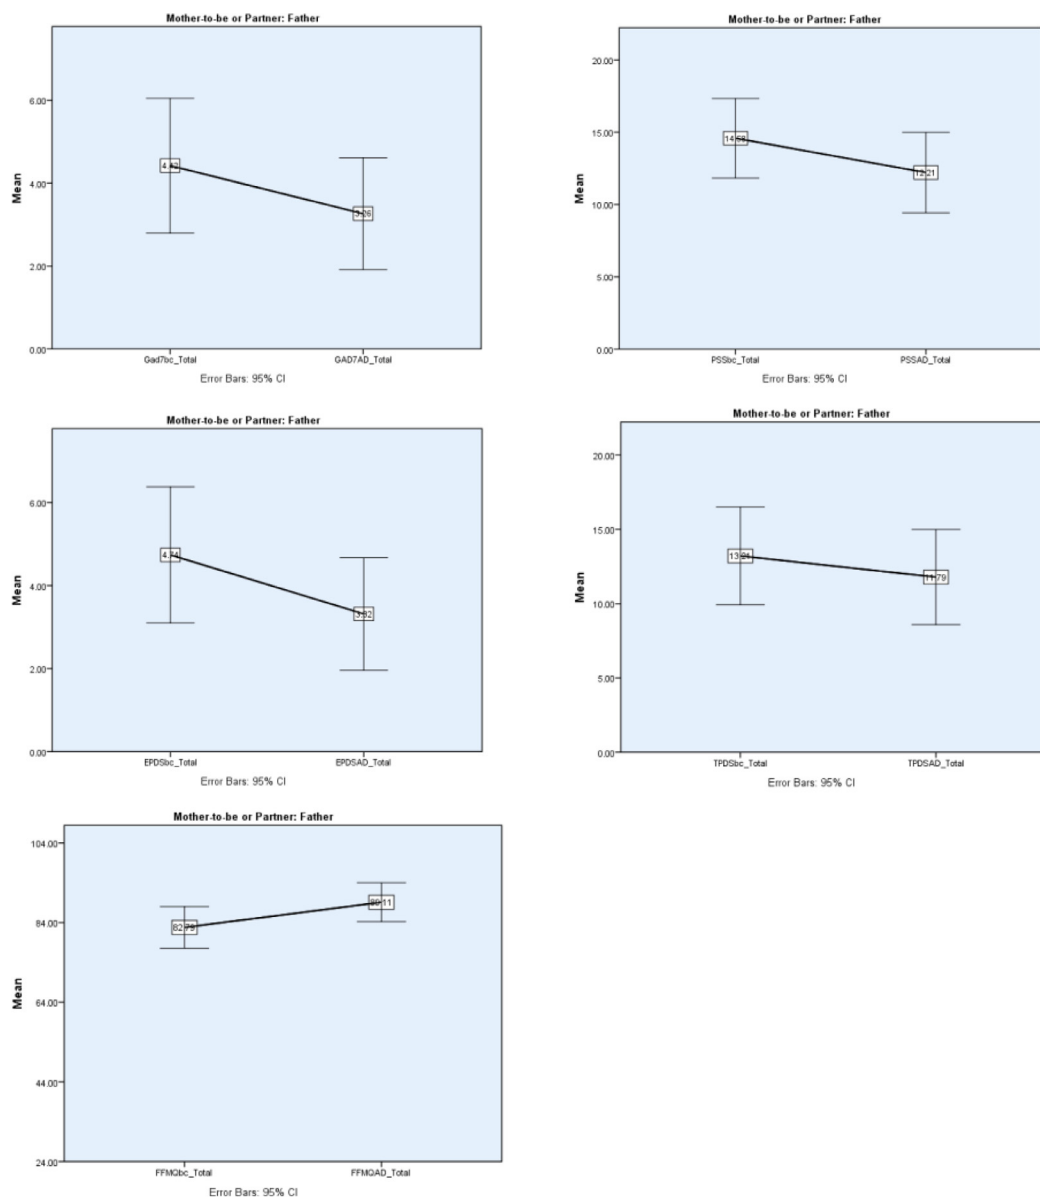 Mother-to-be or Partner: Father
Mean
6.00
4.00
2.00
0.00
3.26
Gad7bc_Total
GAD7AD_Total
Error Bars: 95% CI
Mother-to-be or Partner: Father
Mean
20.00
15.00
10.00
5.00
0.00
14.58
12.21
PSSbc_Total
PSSAD_Total
Error Bars: 95% CI
Mother-to-be or Partner: Father
Mean
6.00
4.00
2.00
0.00
4.74
3.32
EPDSbc_Total
EPDSAD_Total
Error Bars: 95% CI
Mother-to-be or Partner: Father
Mean
20.00
15.00
10.00
5.00
0.00
13.21
11.79
TPDSbc_Total
TPDSAD_Total
Error Bars: 95% CI
Mother-to-be or Partner: Father
Mean
104.00
84.00
64.00
44.00
24.00
82.79
FFMQbc_Total
FFMQAD_Total
Error Bars: 95% CI